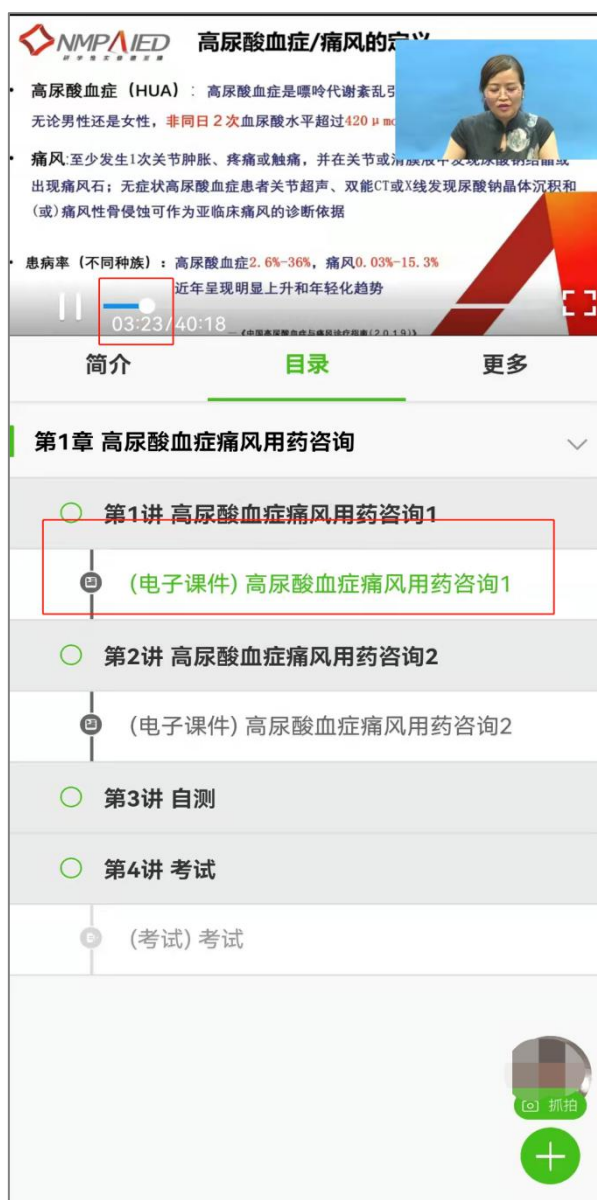 NMPAIED
研学性实修德至臻
高尿酸血症/痛风的定义
• 高尿酸血症（HUA）：高尿酸血症是嘌呤代谢紊乱引
无论男性还是女性，非同日２次血尿酸水平超过420μmo
• 痛风:至少发生1次关节肿胀、疼痛或触痛，并在关节或滑膜液中发现尿酸钠结晶或
出现痛风石；无症状高尿酸血症患者关节超声、双能CT或X线发现尿酸钠晶体沉积和
（或）痛风性骨侵蚀可作为亚临床痛风的诊断依据
• 患病率（不同种族）：高尿酸血症2.6%-36%，痛风0.03%-15.3%
近年呈现明显上升和年轻化趋势
03:23/40:18
—《中国高尿酸血症与痛风诊疗指南(２０１９)》
简介 目录 更多
第1章 高尿酸血症痛风用药咨询
第1讲 高尿酸血症痛风用药咨询1
(电子课件) 高尿酸血症痛风用药咨询1
第2讲 高尿酸血症痛风用药咨询2
(电子课件) 高尿酸血症痛风用药咨询2
第3讲 自测
第4讲 考试
(考试) 考试
抓拍